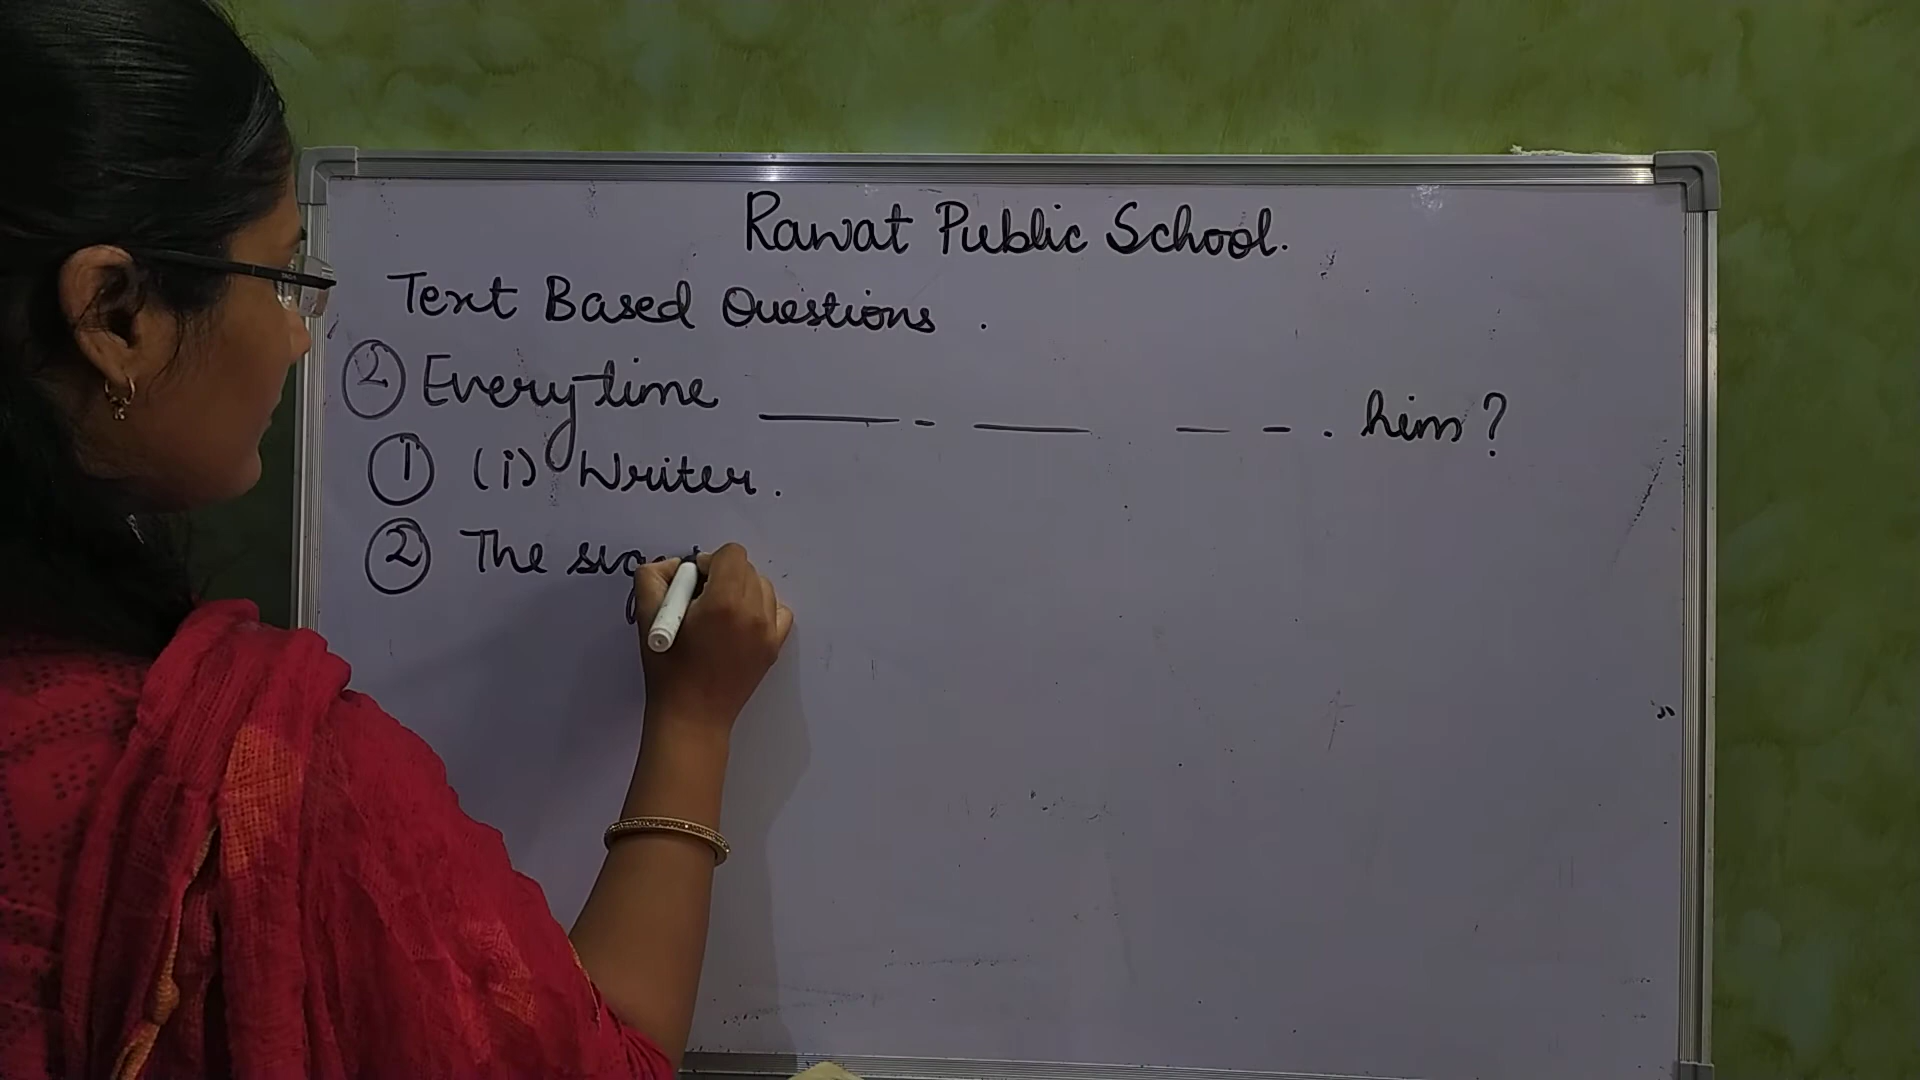 Rawat Public School.
Text Based Questions .
② Everytime ____ - ____ __ - . him ?
① (i) Writer .
② The